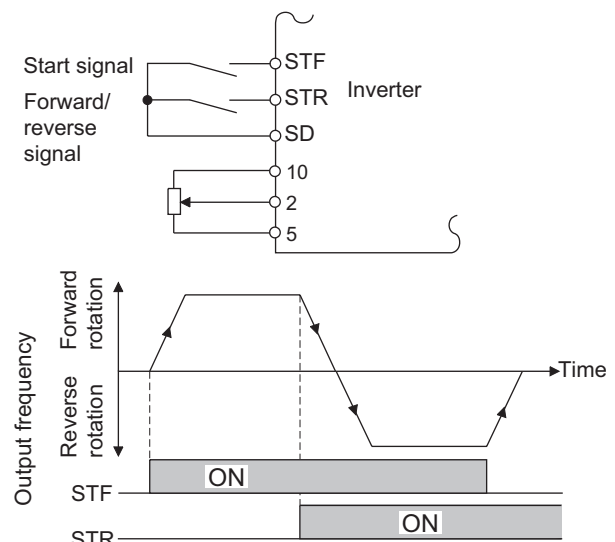 Start signal
Forward/
reverse
signal
STF
STR
SD
Inverter
10
2
5
Output frequency
Forward
rotation
Reverse
rotation
Time
STF
ON
STR
ON